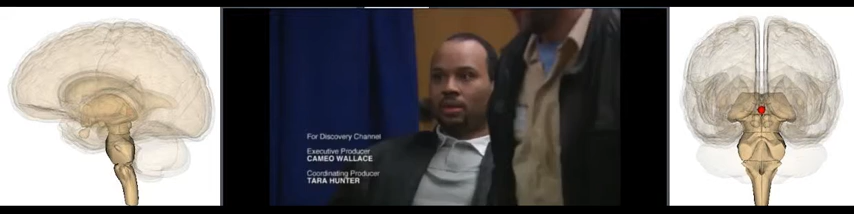 For Discovery Channel
Executive Producer
CAMEO WALLACE
Coordinating Producer
TARA HUNTER